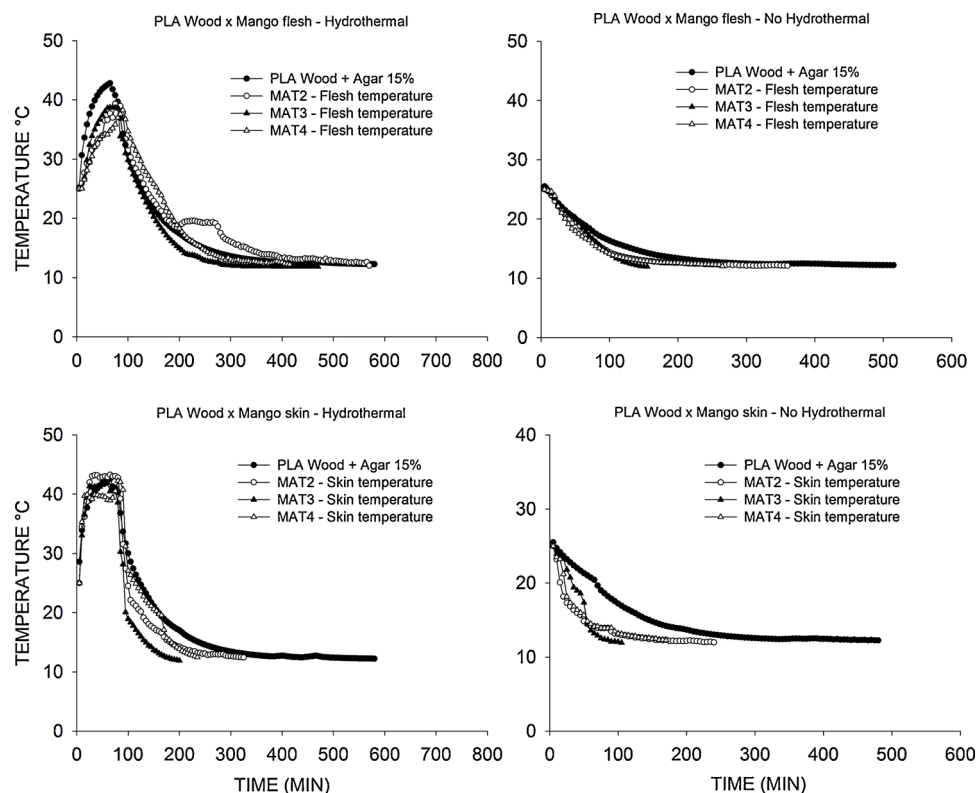 PLA Wood x Mango flesh - Hydrothermal
50
40
30
20
10
0
TEMPERATURE °C
PLA Wood + Agar 15%
MAT2 - Flesh temperature
MAT3 - Flesh temperature
MAT4 - Flesh temperature
0 100 200 300 400 500 600 700 800
PLA Wood x Mango flesh - No Hydrothermal
50
40
30
20
10
0
PLA Wood + Agar 15%
MAT2 - Flesh temperature
MAT3 - Flesh temperature
MAT4 - Flesh temperature
0 100 200 300 400 500 600
PLA Wood x Mango skin - Hydrothermal
50
40
30
20
10
0
TEMPERATURE °C
PLA Wood + Agar 15%
MAT2 - Skin temperature
MAT3 - Skin temperature
MAT4 - Skin temperature
0 100 200 300 400 500 600 700 800
TIME (MIN)
PLA Wood x Mango skin - No Hydrothermal
40
30
20
10
0
PLA Wood + Agar 15%
MAT2 - Skin temperature
MAT3 - Skin temperature
MAT4 - Skin temperature
0 100 200 300 400 500 600
TIME (MIN)